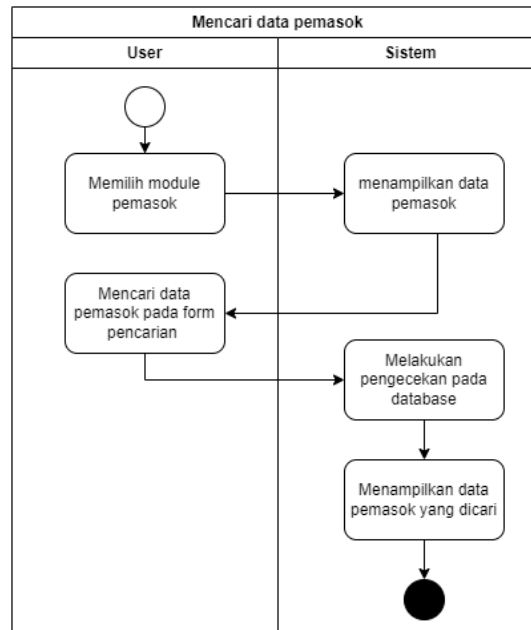 Mencari data pemasok
User
Sistem
Memilih module
pemasok
menampilkan data
pemasok
Mencari data
pemasok pada form
pencarian
Melakukan
pengecekan pada
database
Menampilkan data
pemasok yang dicari